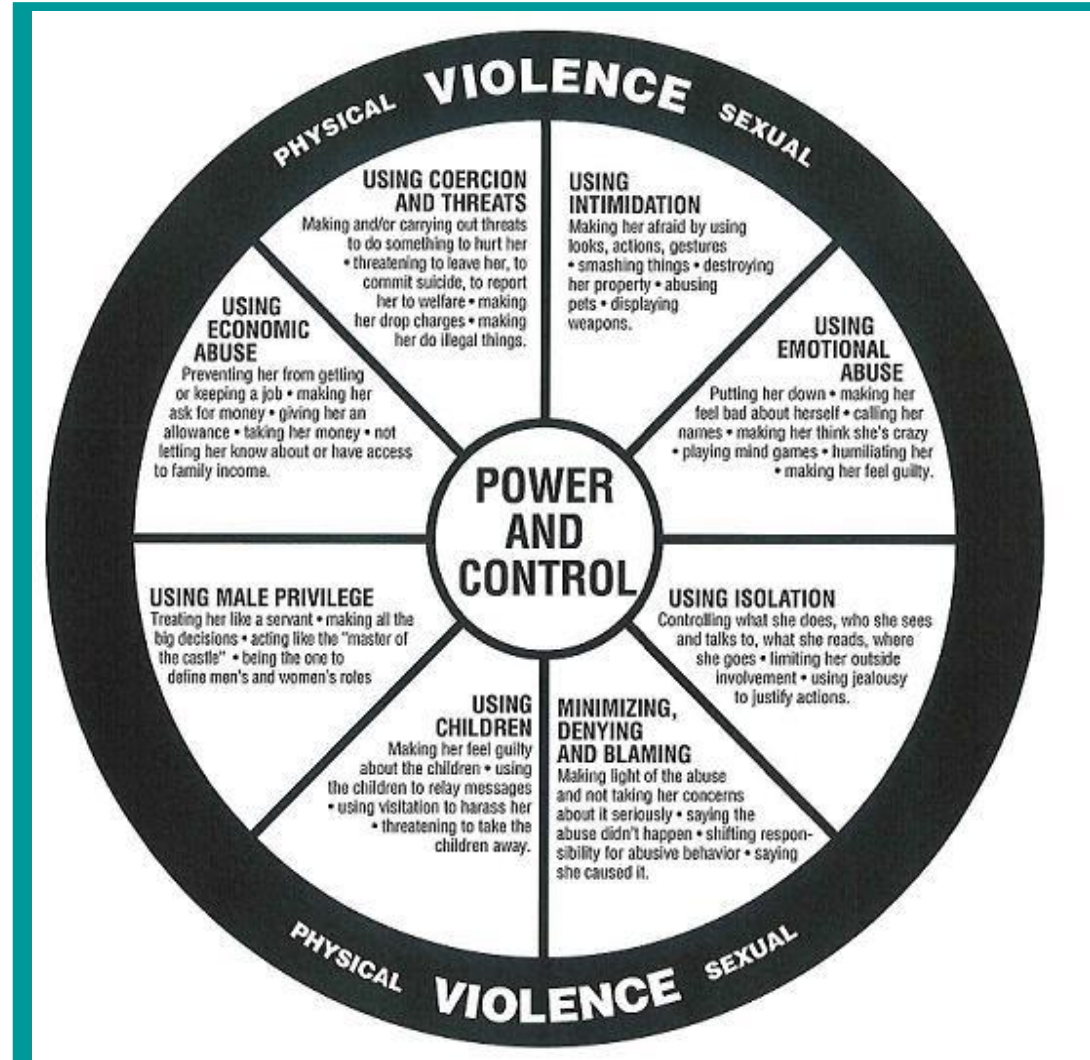 PHYSICAL VIOLENCE SEXUAL
USING COERCION
AND THREATS
Making and/or carrying out threats
to do something to hurt her
• threatening to leave her, to
commit suicide, to report
her to welfare • making
her drop charges • making
her do illegal things.
USING
INTIMIDATION
Making her afraid by using
looks, actions, gestures
• smashing things • destroying
her property • abusing
pets • displaying
weapons.
USING
EMOTIONAL
ABUSE
Putting her down • making her
feel bad about herself • calling her
names • making her think she's crazy
• playing mind games • humiliating her
• making her feel guilty.
USING ISOLATION
Controlling what she does, who she sees
and talks to, what she reads, where
she goes • limiting her outside
involvement • using jealousy
to justify actions.
MINIMIZING,
DENYING
AND BLAMING
Making light of the abuse
and not taking her concerns
about it seriously • saying the
abuse didn't happen • shifting respon-
sibility for abusive behavior • saying
she caused it.
USING
CHILDREN
Making her feel guilty
about the children • using
the children to relay messages
• using visitation to harass her
• threatening to take the
children away.
USING MALE PRIVILEGE
Treating her like a servant • making all the
big decisions • acting like the "master of
the castle" • being the one to
define men's and women's roles
USING
ECONOMIC
ABUSE
Preventing her from getting
or keeping a job • making her
ask for money • giving her an
allowance • taking her money • not
letting her know about or have access
to family income.
POWER
AND
CONTROL
PHYSICAL VIOLENCE SEXUAL